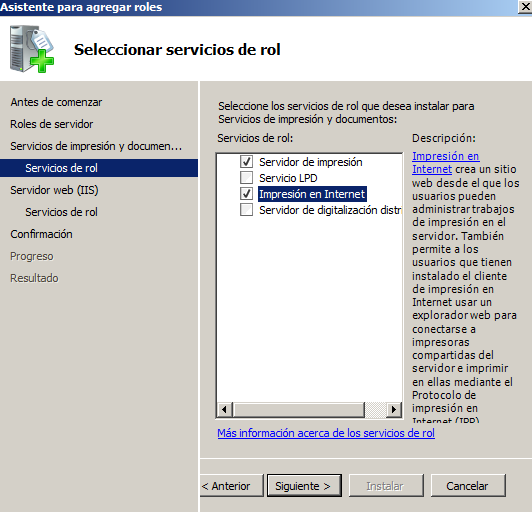 Asistente para agregar roles
Seleccionar servicios de rol
Antes de comenzar
Roles de servidor
Servicios de impresión y documen...
Servicios de rol
Servidor web (IIS)
Servicios de rol
Confirmación
Progreso
Resultado
Seleccione los servicios de rol que desea instalar para
Servicios de impresión y documentos:
Servicios de rol:
Servidor de impresión
Servicio LPD
Impresión en Internet
Servidor de digitalización distr
Descripción:
Impresión en
Internet crea un sitio
web desde el que los
usuarios pueden
administrar trabajos
de impresión en el
servidor. También
permite a los
usuarios que tienen
instalado el cliente
de impresión en
Internet usar un
explorador web para
conectarse a
impresoras
compartidas del
servidor e imprimir
en ellas mediante el
Protocolo de
impresión en
Internet (IPP)
Más información acerca de los servicios de rol
< Anterior
Siguiente >
Instalar
Cancelar